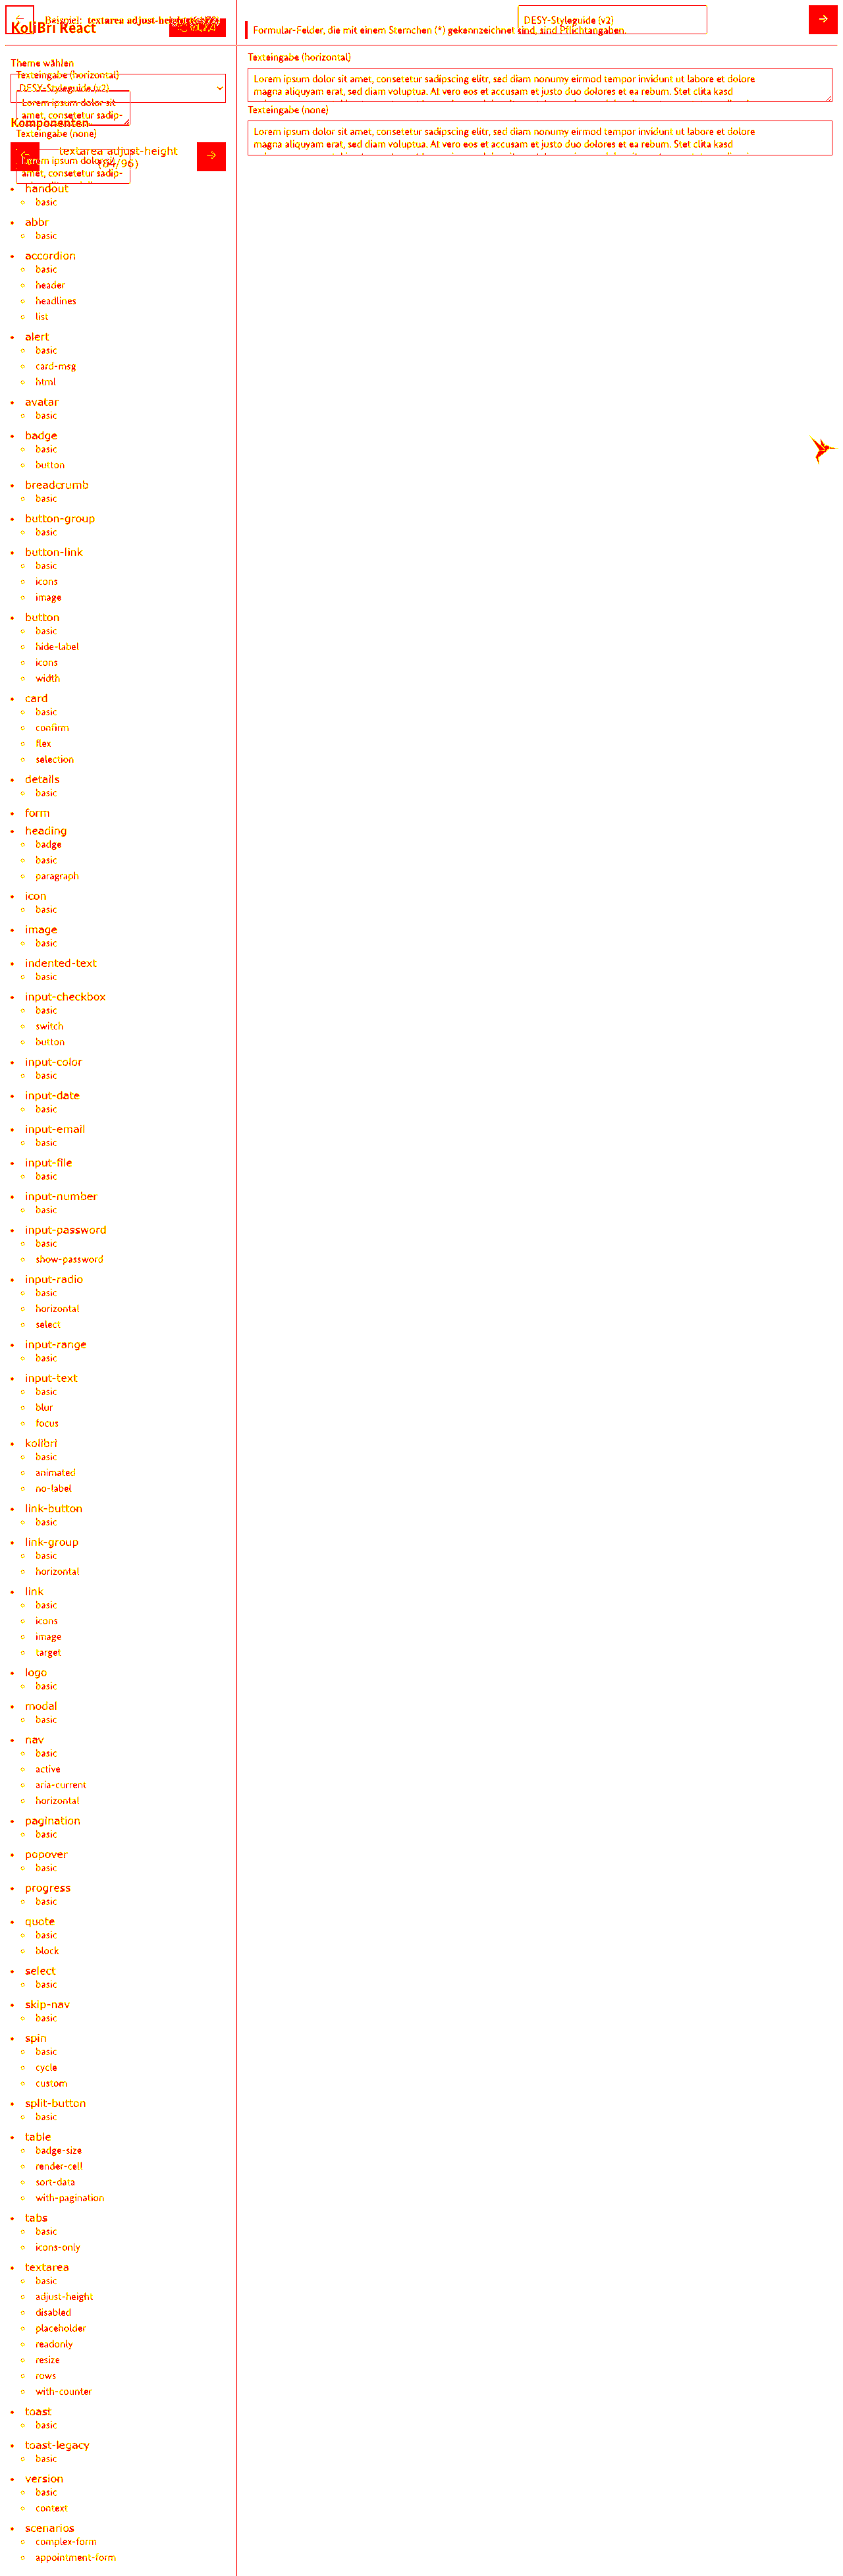 Beispiel: textarea adjust-height
KoliBri React
DESY-Styleguide (v2)
Formular-Felder, die mit einem Sternchen (*) gekennzeichnet sind, sind Pflichtangaben.
Theme wählen
Texteingabe (horizontal)
DESY-Styleguide (v2)
Lorem ipsum dolor sit
amet, consetetur sadip-
Komponenten
Texteingabe (none)
textarea adjust-height
Lorem ipsum dolor sit
amet, consetetur sadip-
Texteingabe (horizontal)
Lorem ipsum dolor sit amet, consetetur sadipscing elitr, sed diam nonumy eirmod tempor invidunt ut labore et dolore
magna aliquyam erat, sed diam voluptua. At vero eos et accusam et justo duo dolores et ea rebum. Stet clita kasd
Texteingabe (none)
Lorem ipsum dolor sit amet, consetetur sadipscing elitr, sed diam nonumy eirmod tempor invidunt ut labore et dolore
magna aliquyam erat, sed diam voluptua. At vero eos et accusam et justo duo dolores et ea rebum. Stet clita kasd
handout
basic
abbr
basic
accordion
basic
header
headlines
list
alert
basic
card-msg
html
avatar
basic
badge
basic
button
breadcrumb
basic
button-group
basic
button-link
basic
icons
image
button
basic
hide-label
icons
width
card
basic
confirm
flex
selection
details
basic
form
heading
badge
basic
paragraph
icon
basic
image
basic
indented-text
basic
input-checkbox
basic
switch
button
input-color
basic
input-date
basic
input-email
basic
input-file
basic
input-number
basic
input-password
basic
show-password
input-radio
basic
horizontal
select
input-range
basic
input-text
basic
blur
focus
kolibri
basic
animated
no-label
link-button
basic
link-group
basic
horizontal
link
basic
icons
image
target
logo
basic
modal
basic
nav
basic
active
aria-current
horizontal
pagination
basic
popover
basic
progress
basic
quote
basic
block
select
basic
skip-nav
basic
spin
basic
cycle
custom
split-button
basic
table
badge-size
render-cell
sort-data
with-pagination
tabs
basic
icons-only
textarea
basic
adjust-height
disabled
placeholder
readonly
resize
rows
with-counter
toast
basic
toast-legacy
basic
version
basic
context
scenarios
complex-form
appointment-form